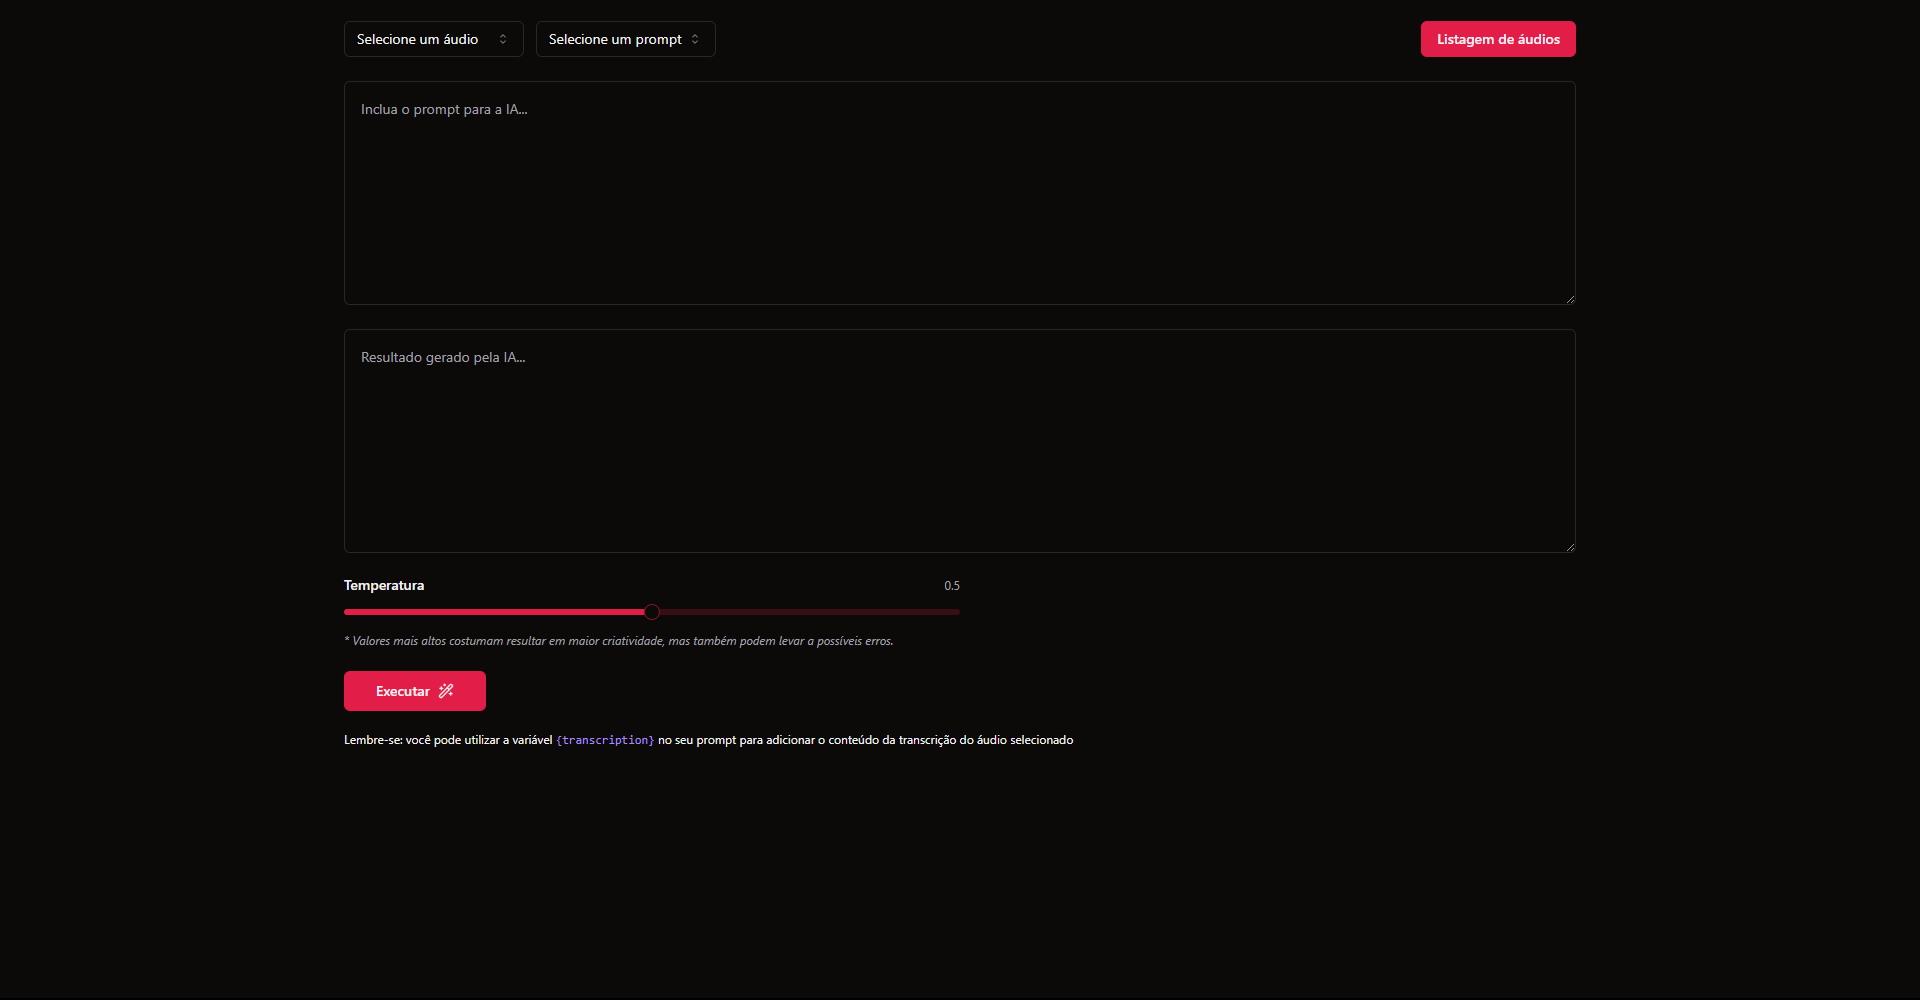 Selecione um áudio
Selecione um prompt
Listagem de áudios
Inclua o prompt para a IA...
Resultado gerado pela IA...
Temperatura
0.5
* Valores mais altos costumam resultar em maior criatividade, mas também podem levar a possíveis erros.
Executar
Lembre-se: você pode utilizar a variável {transcription} no seu prompt para adicionar o conteúdo da transcrição do áudio selecionado